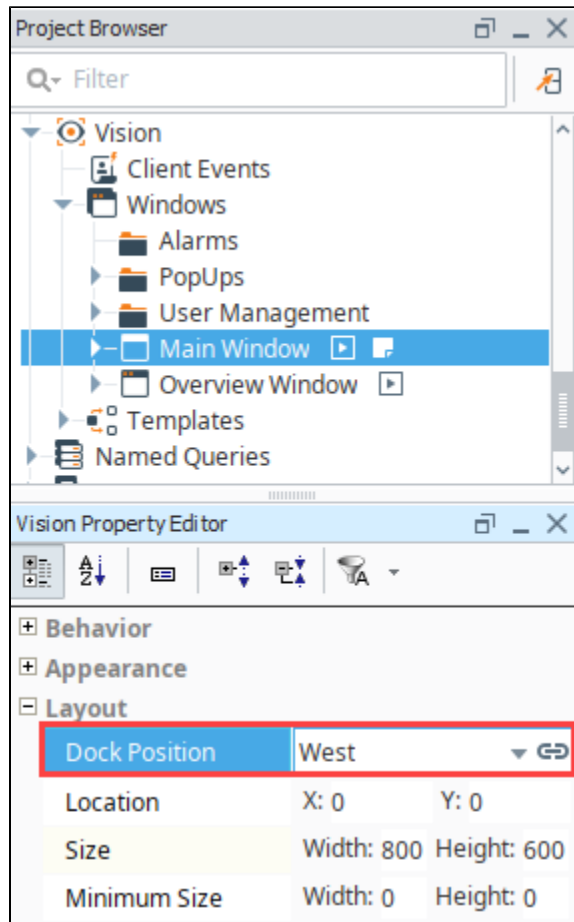 Project Browser
Filter
Vision
Client Events
Windows
Alarms
PopUps
User Management
Main Window
Overview Window
Templates
Named Queries
Vision Property Editor
Behavior
Appearance
Layout
Dock Position West
Location X: 0 Y: 0
Size Width: 800 Height: 600
Minimum Size Width: 0 Height: 0